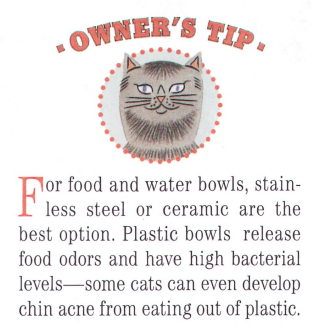 · OWNER'S TIP ·
For food and water bowls, stain-
less steel or ceramic are the
best option. Plastic bowls release
food odors and have high bacterial
levels—some cats can even develop
chin acne from eating out of plastic.